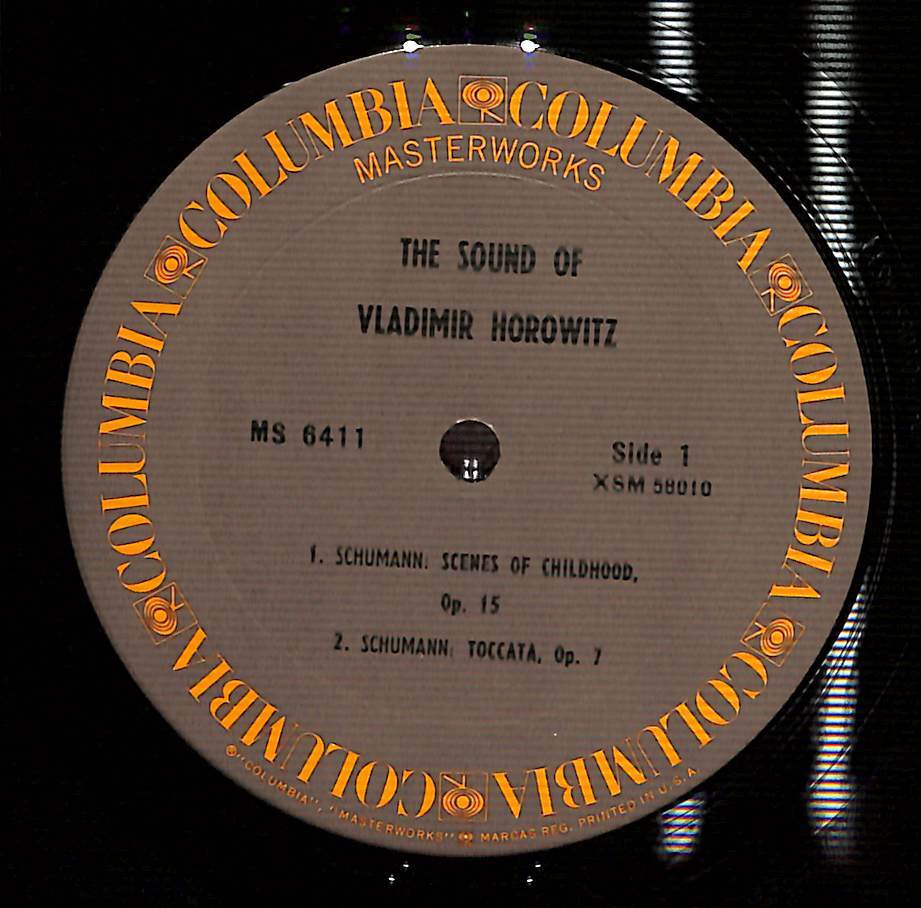 COLUMBIA COLUMBIA COLUMBIA COLUMBIA COLUMBIA COLUMBIA
MASTERWORKS
THE SOUND OF
VLADIMIR HOROWITZ
MS 6411
Side 1
XSM 58010
1. SCHUMANN: SCENES OF CHILDHOOD,
Op. 15
2. SCHUMANN: TOCCATA, Op. 7
® "COLUMBIA", "MASTERWORKS" MARCAS REG. PRINTED IN U.S.A.